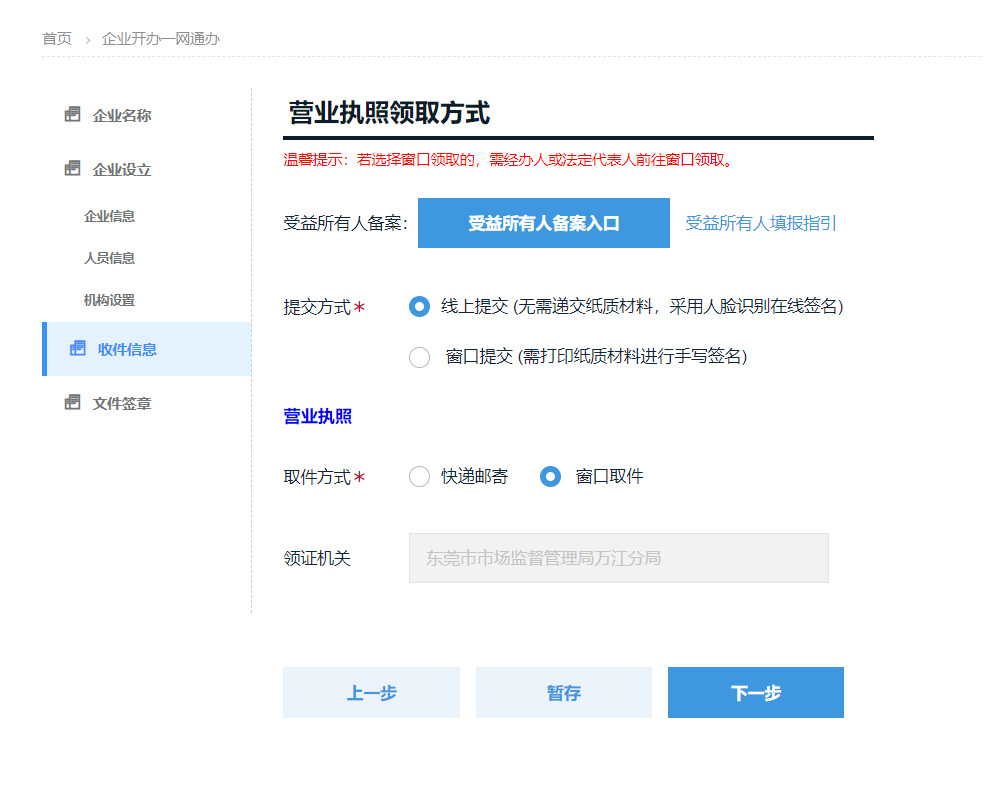 首页 > 企业开办一网通办
企业名称
企业设立
企业信息
人员信息
机构设置
收件信息
文件签章
营业执照领取方式
温馨提示：若选择窗口领取的，需经办人或法定代表人前往窗口领取。
受益所有人备案： 受益所有人备案入口 受益所有人填报指引
提交方式* 线上提交 (无需递交纸质材料，采用人脸识别在线签名)
窗口提交 (需打印纸质材料进行手写签名)
营业执照
取件方式* 快递邮寄 窗口取件
领证机关 东莞市市场监督管理局万江分局
上一步 暂存 下一步